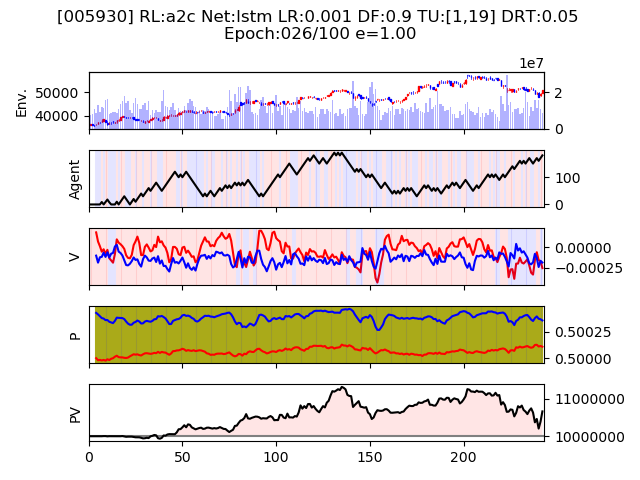 [005930] RL:a2c Net:lstm LR:0.001 DF:0.9 TU:[1,19] DRT:0.05
Epoch:026/100 e=1.00
1e7
Env.
50000
40000
2
0
Agent
100
0
V
0.00000
−0.00025
P
0.50025
0.50000
PV
11000000
10000000
0
50
100
150
200